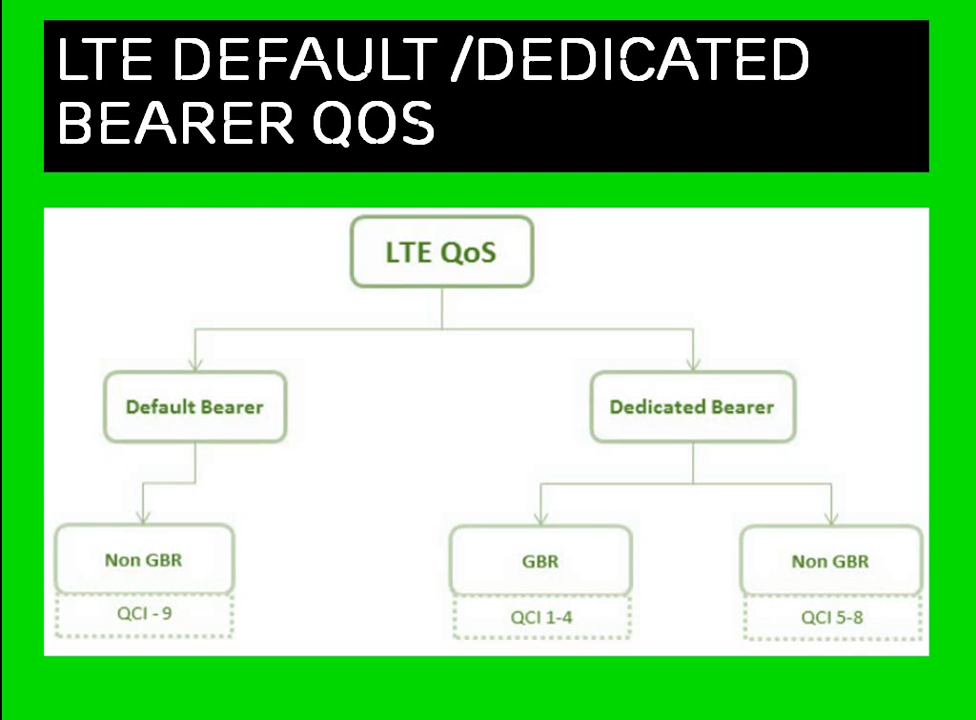 LTE DEFAULT /DEDICATED
BEARER QOS
LTE QoS
Default Bearer
Dedicated Bearer
Non GBR
GBR
Non GBR
QCI - 9
QCI 1-4
QCI 5-8